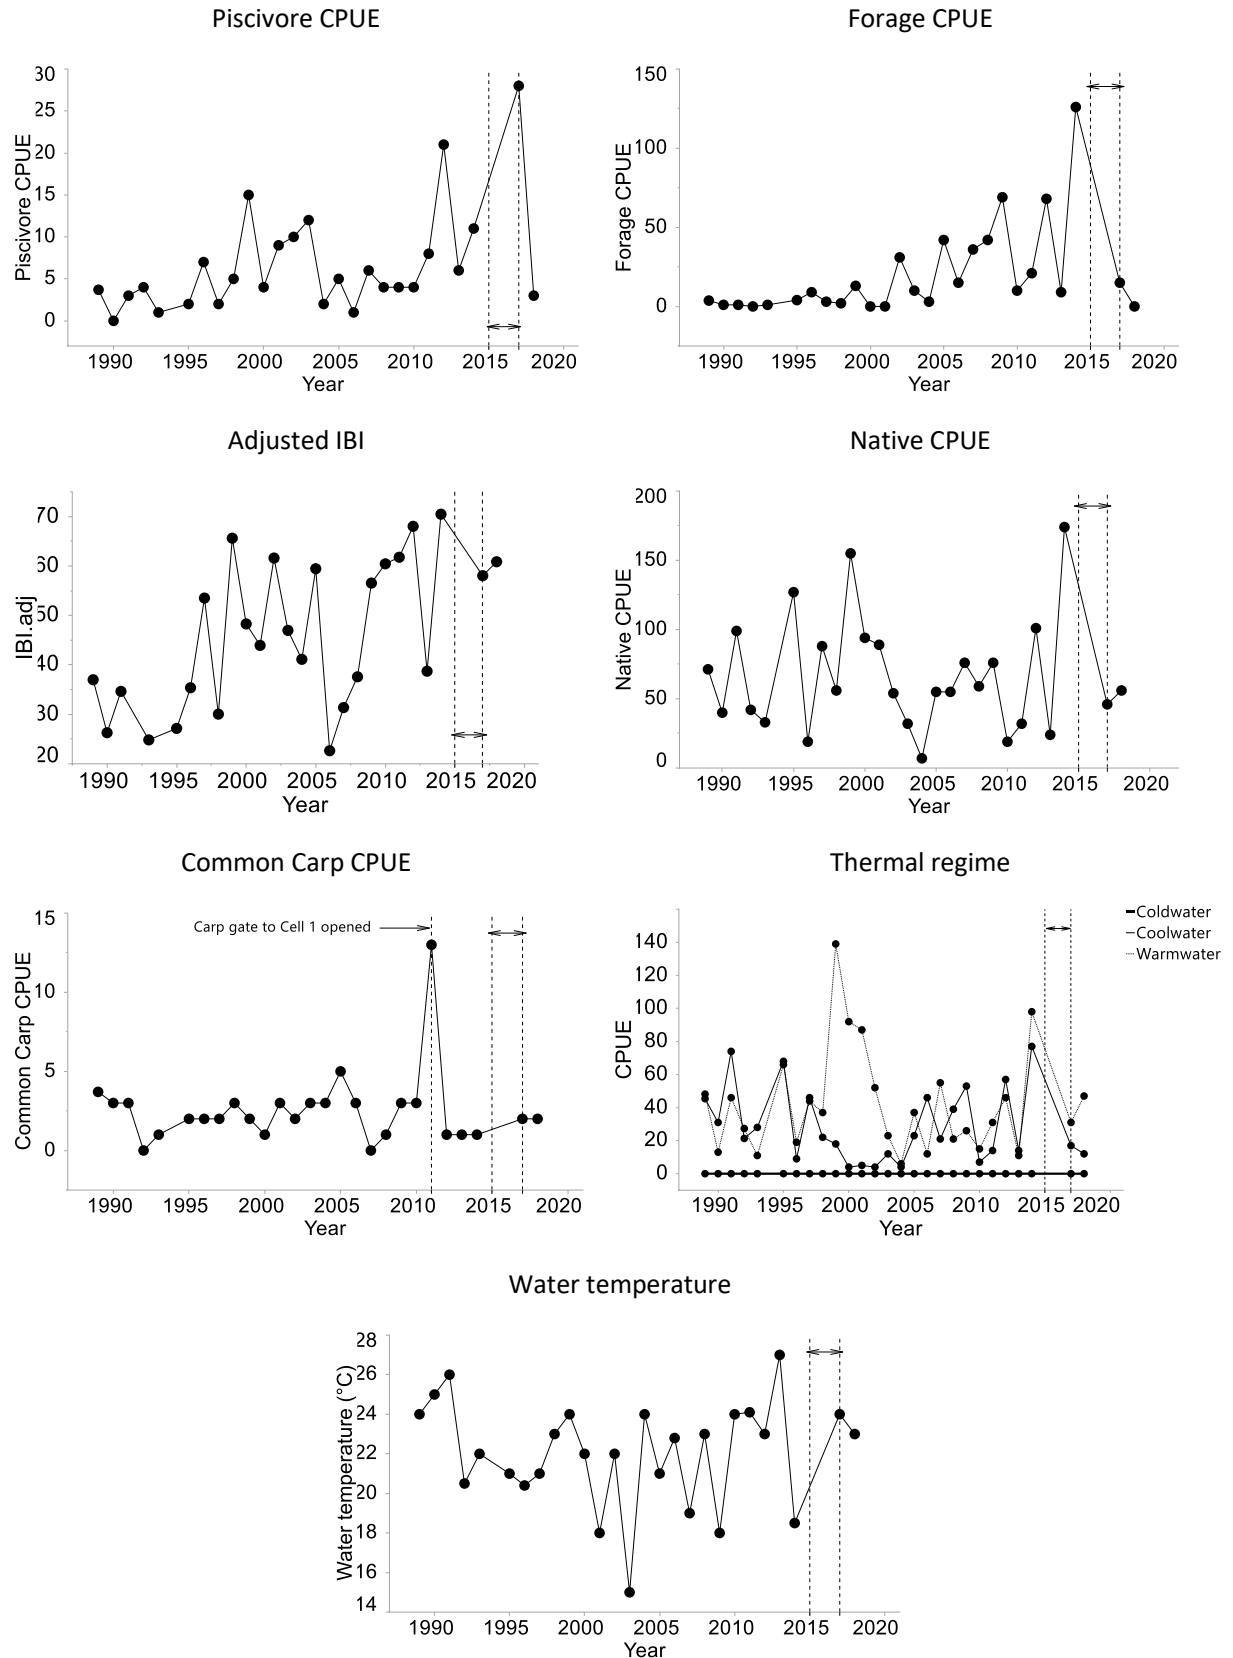 Piscivore CPUE
Forage CPUE
30
25
20
15
10
5
0
Piscivore CPUE
1990 1995 2000 2005 2010 2015 2020
Year
150
100
50
0
Forage CPUE
1990 1995 2000 2005 2010 2015 2020
Year
Adjusted IBI
Native CPUE
70
60
50
40
30
20
IBI.adj
1990 1995 2000 2005 2010 2015 2020
Year
200
150
100
50
0
Native CPUE
1990 1995 2000 2005 2010 2015 2020
Year
Common Carp CPUE
Thermal regime
15
10
5
0
Common Carp CPUE
Carp gate to Cell 1 opened
1990 1995 2000 2005 2010 2015 2020
Year
140
120
100
80
60
40
20
0
CPUE
1990 1995 2000 2005 2010 2015 2020
Year
Coldwater
Coolwater
Warmwater
Water temperature
28
26
24
22
20
18
16
14
Water temperature (°C)
1990 1995 2000 2005 2010 2015 2020
Year